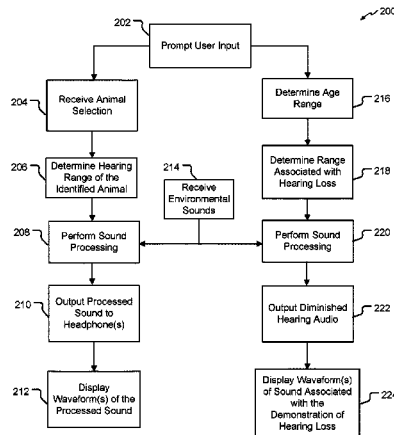 200
202
Prompt User Input
204
Receive Animal
Selection
Determine Age
Range
216
206
Determine Hearing
Range of the
Identified Animal
214
Receive
Environmental
Sounds
Determine Range
Associated with
Hearing Loss
218
208
Perform Sound
Processing
Perform Sound
Processing
220
210
Output Processed
Sound to
Headphone(s)
Output Diminished
Hearing Audio
222
212
Display
Waveform(s) of
the Processed Sound
Display Waveform(s)
of Sound Associated
with the
Demonstration of
Hearing Loss
224